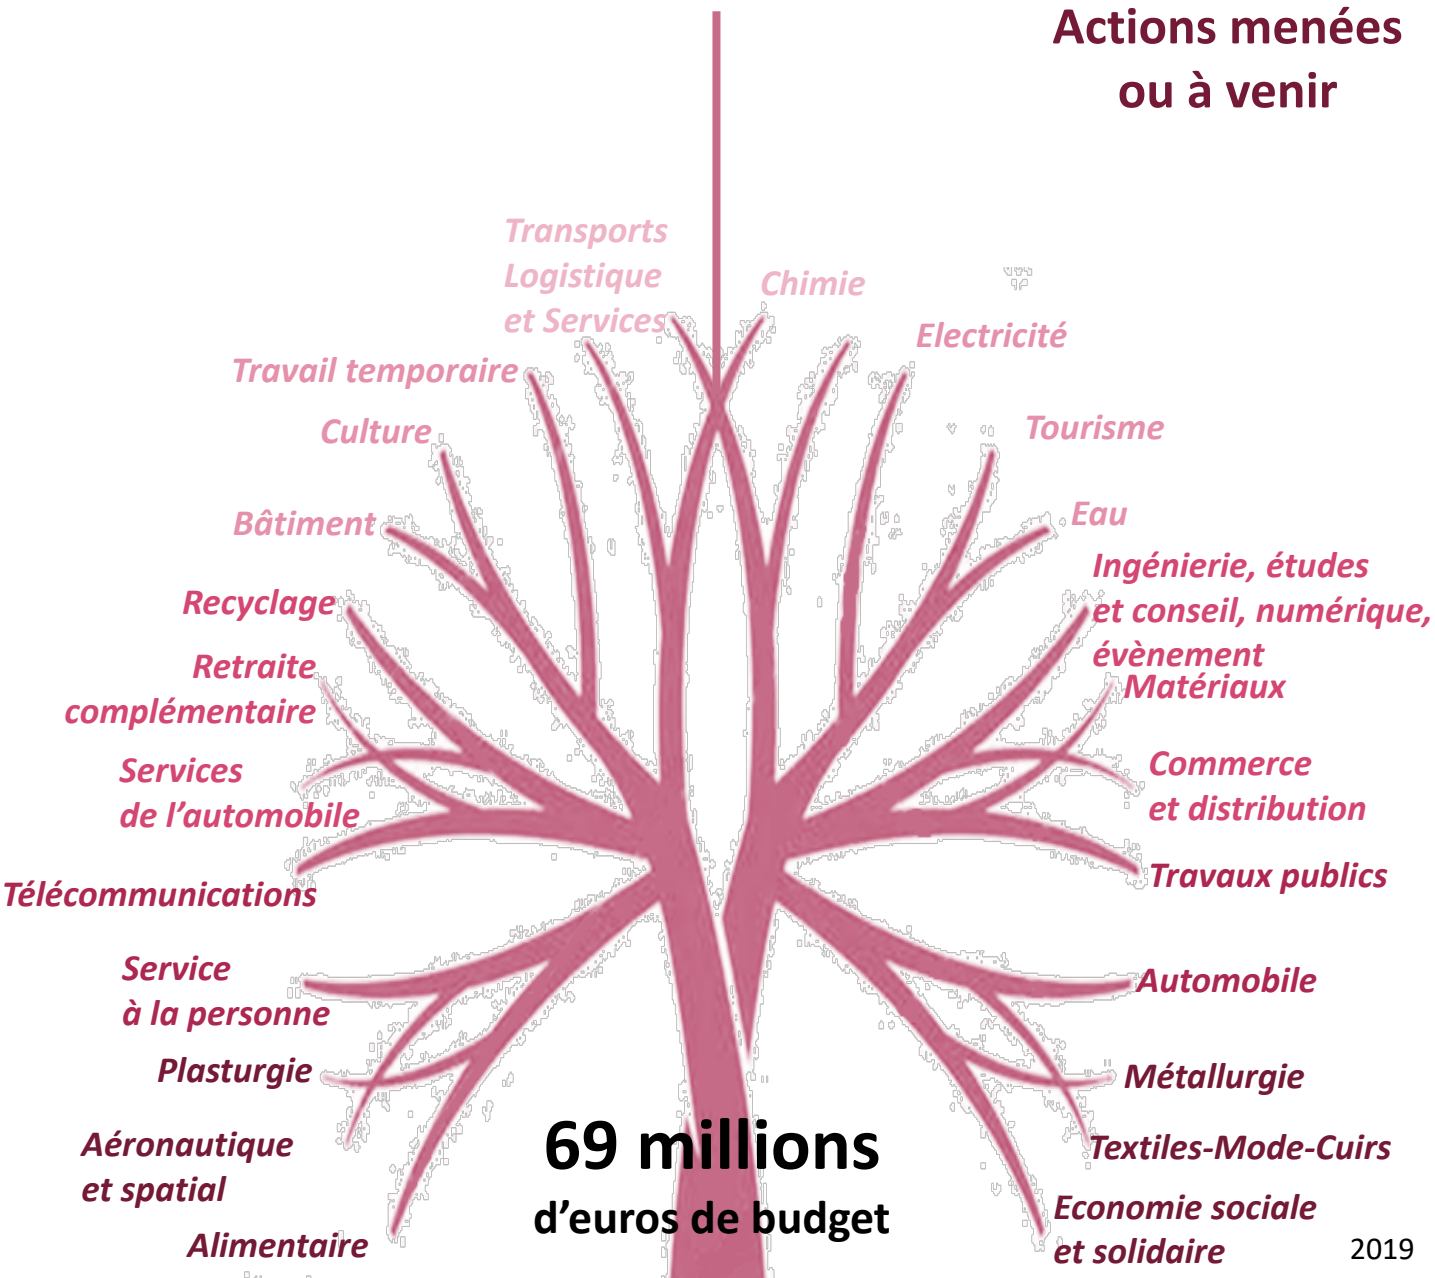 Actions menées
ou à venir
Transports
Logistique
et Services
Chimie
Electricité
Travail temporaire
Culture
Tourisme
Bâtiment
Eau
Ingénierie, études
et conseil, numérique,
évènement
Recyclage
Retraite
complémentaire
Matériaux
Services
de l’automobile
Commerce
et distribution
Télécommunications
Travaux publics
Service
à la personne
Automobile
Plasturgie
Métallurgie
Aéronautique
et spatial
69 millions
d’euros de budget
Textiles-Mode-Cuirs
Alimentaire
Economie sociale
et solidaire
2019